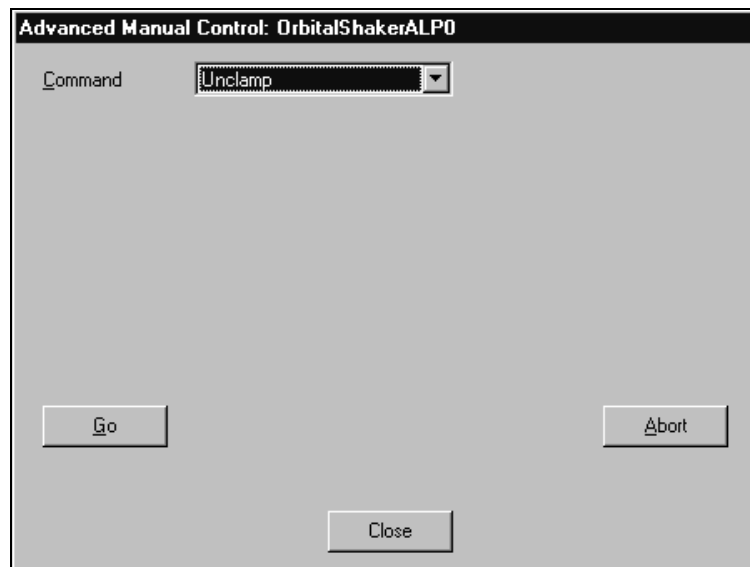 Advanced Manual Control: OrbitalShakerALP0
Command Unclamp
Go Abort
Close